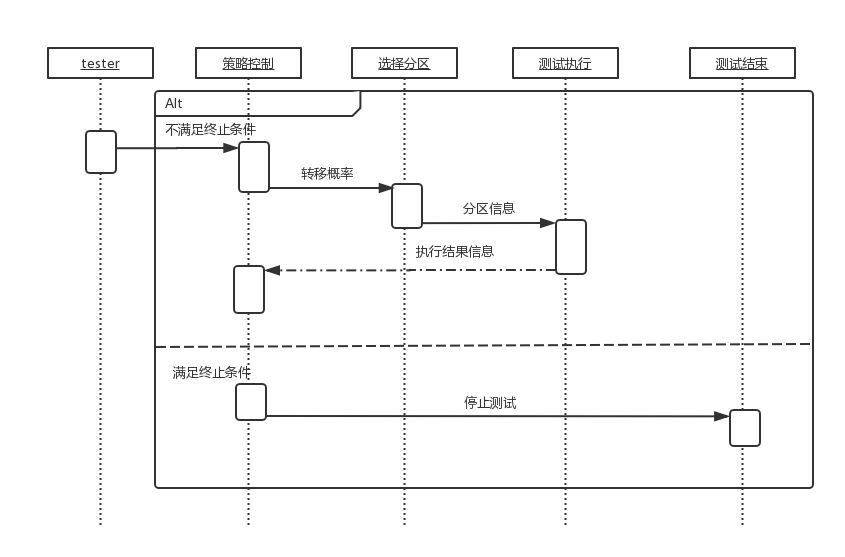 tester
策略控制
选择分区
测试执行
测试结束
Alt
不满足终止条件
转移概率
分区信息
执行结果信息
满足终止条件
停止测试